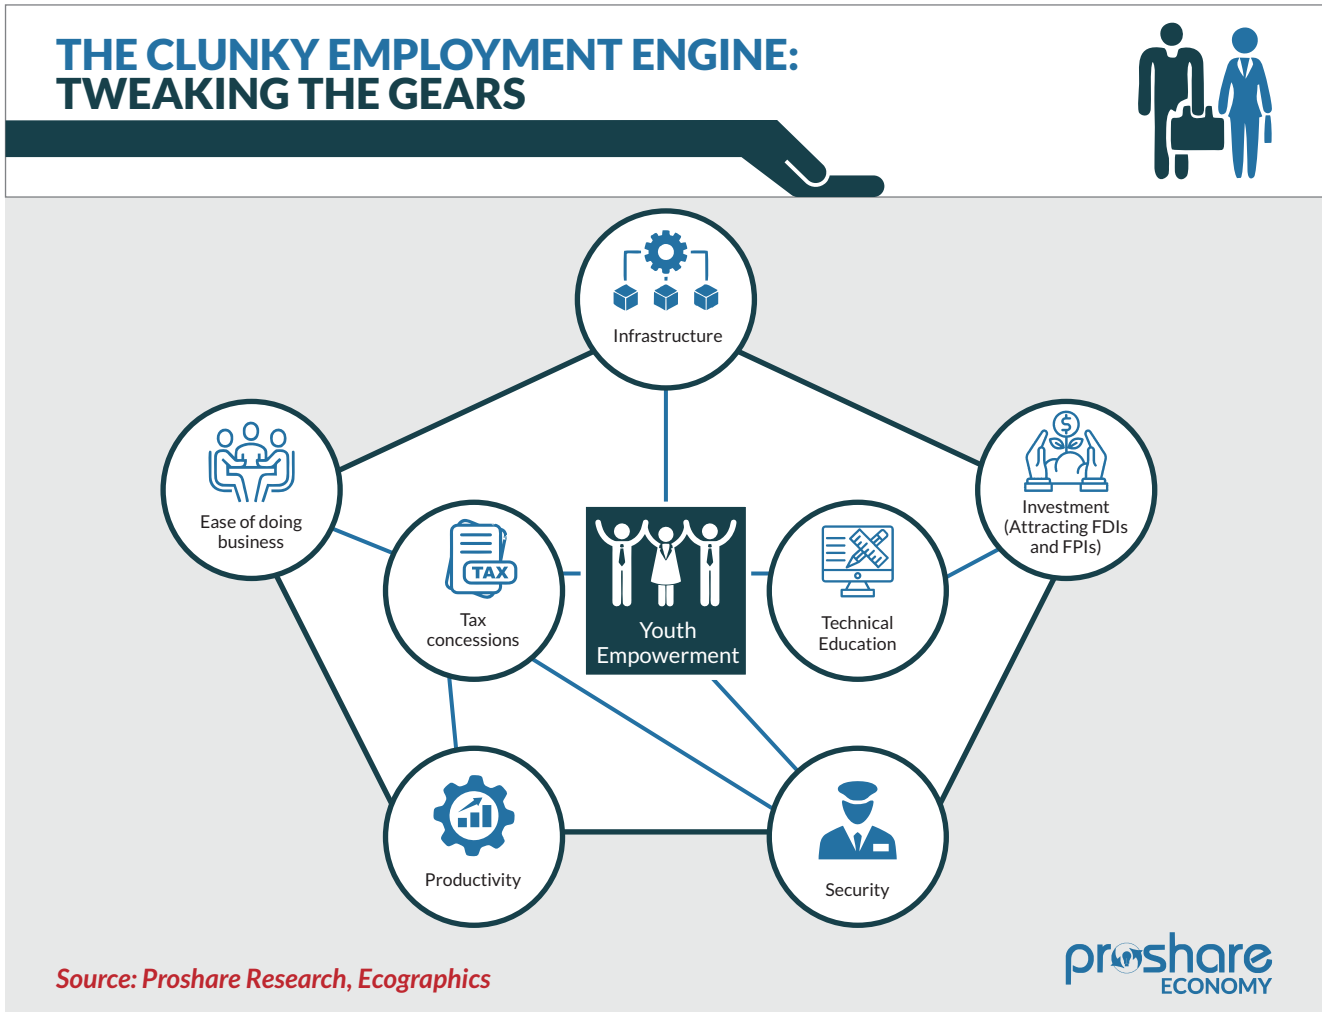 THE CLUNKY EMPLOYMENT ENGINE:
TWEAKING THE GEARS
Infrastructure
Ease of doing
business
Investment
(Attracting FDIs
and FPIs)
TAX
Tax
concessions
Youth
Empowerment
Technical
Education
$
Productivity
Security
Source: Proshare Research, Ecographics
proshare
ECONOMY